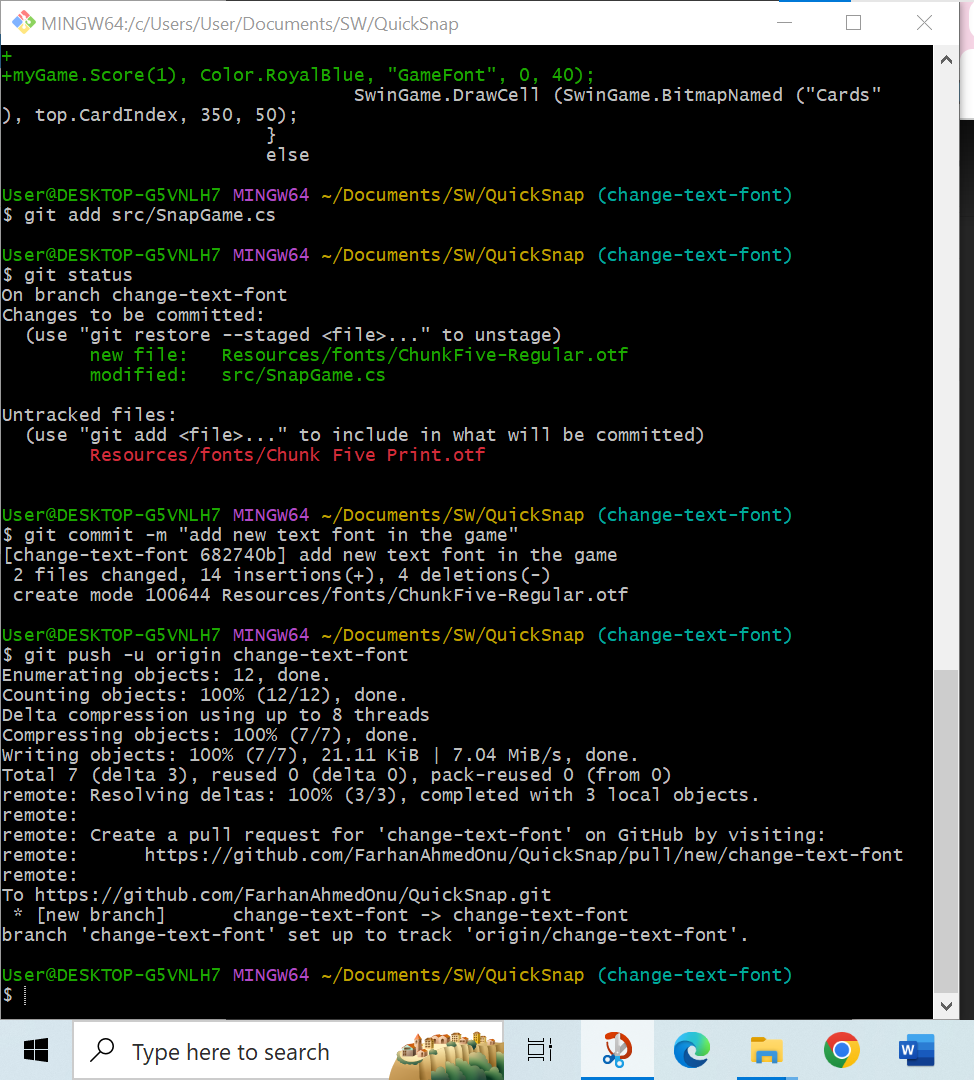 MINGW64:/c/Users/User/Documents/SW/QuickSnap
+
+myGame.Score(1), Color.RoyalBlue, "GameFont", 0, 40);
SwinGame.DrawCell (SwinGame.BitmapNamed ("Cards"
), top.CardIndex, 350, 50);
}
else
User@DESKTOP-G5VNLH7 MINGW64 ~/Documents/SW/QuickSnap (change-text-font)
$ git add src/SnapGame.cs
User@DESKTOP-G5VNLH7 MINGW64 ~/Documents/SW/QuickSnap (change-text-font)
$ git status
On branch change-text-font
Changes to be committed:
(use "git restore --staged <file>..." to unstage)
new file:   Resources/fonts/ChunkFive-Regular.otf
modified:   src/SnapGame.cs
Untracked files:
(use "git add <file>..." to include in what will be committed)
Resources/fonts/Chunk Five Print.otf
User@DESKTOP-G5VNLH7 MINGW64 ~/Documents/SW/QuickSnap (change-text-font)
$ git commit -m "add new text font in the game"
[change-text-font 682740b] add new text font in the game
2 files changed, 14 insertions(+), 4 deletions(-)
create mode 100644 Resources/fonts/ChunkFive-Regular.otf
User@DESKTOP-G5VNLH7 MINGW64 ~/Documents/SW/QuickSnap (change-text-font)
$ git push -u origin change-text-font
Enumerating objects: 12, done.
Counting objects: 100% (12/12), done.
Delta compression using up to 8 threads
Compressing objects: 100% (7/7), done.
Writing objects: 100% (7/7), 21.11 KiB | 7.04 MiB/s, done.
Total 7 (delta 3), reused 0 (delta 0), pack-reused 0 (from 0)
remote: Resolving deltas: 100% (3/3), completed with 3 local objects.
remote:
remote: Create a pull request for 'change-text-font' on GitHub by visiting:
remote:      https://github.com/FarhanAhmedOnu/QuickSnap/pull/new/change-text-font
remote:
To https://github.com/FarhanAhmedOnu/QuickSnap.git
* [new branch]      change-text-font -> change-text-font
branch 'change-text-font' set up to track 'origin/change-text-font'.
User@DESKTOP-G5VNLH7 MINGW64 ~/Documents/SW/QuickSnap (change-text-font)
$
Type here to search
W